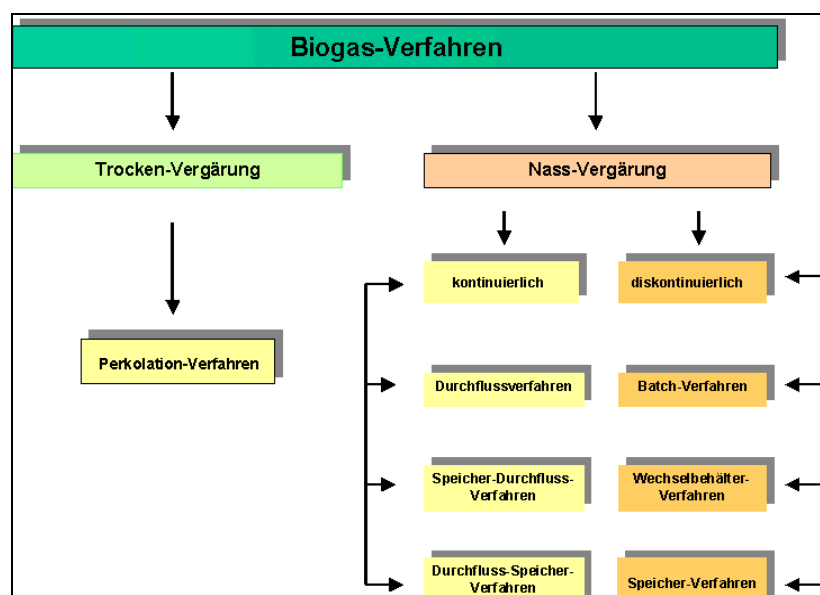 Biogas-Verfahren
Trocken-Vergärung
Nass-Vergärung
kontinuierlich
diskontinuierlich
Perkolation-Verfahren
Durchflussverfahren
Batch-Verfahren
Speicher-Durchfluss-
Verfahren
Wechselbehälter-
Verfahren
Durchfluss-Speicher-
Verfahren
Speicher-Verfahren